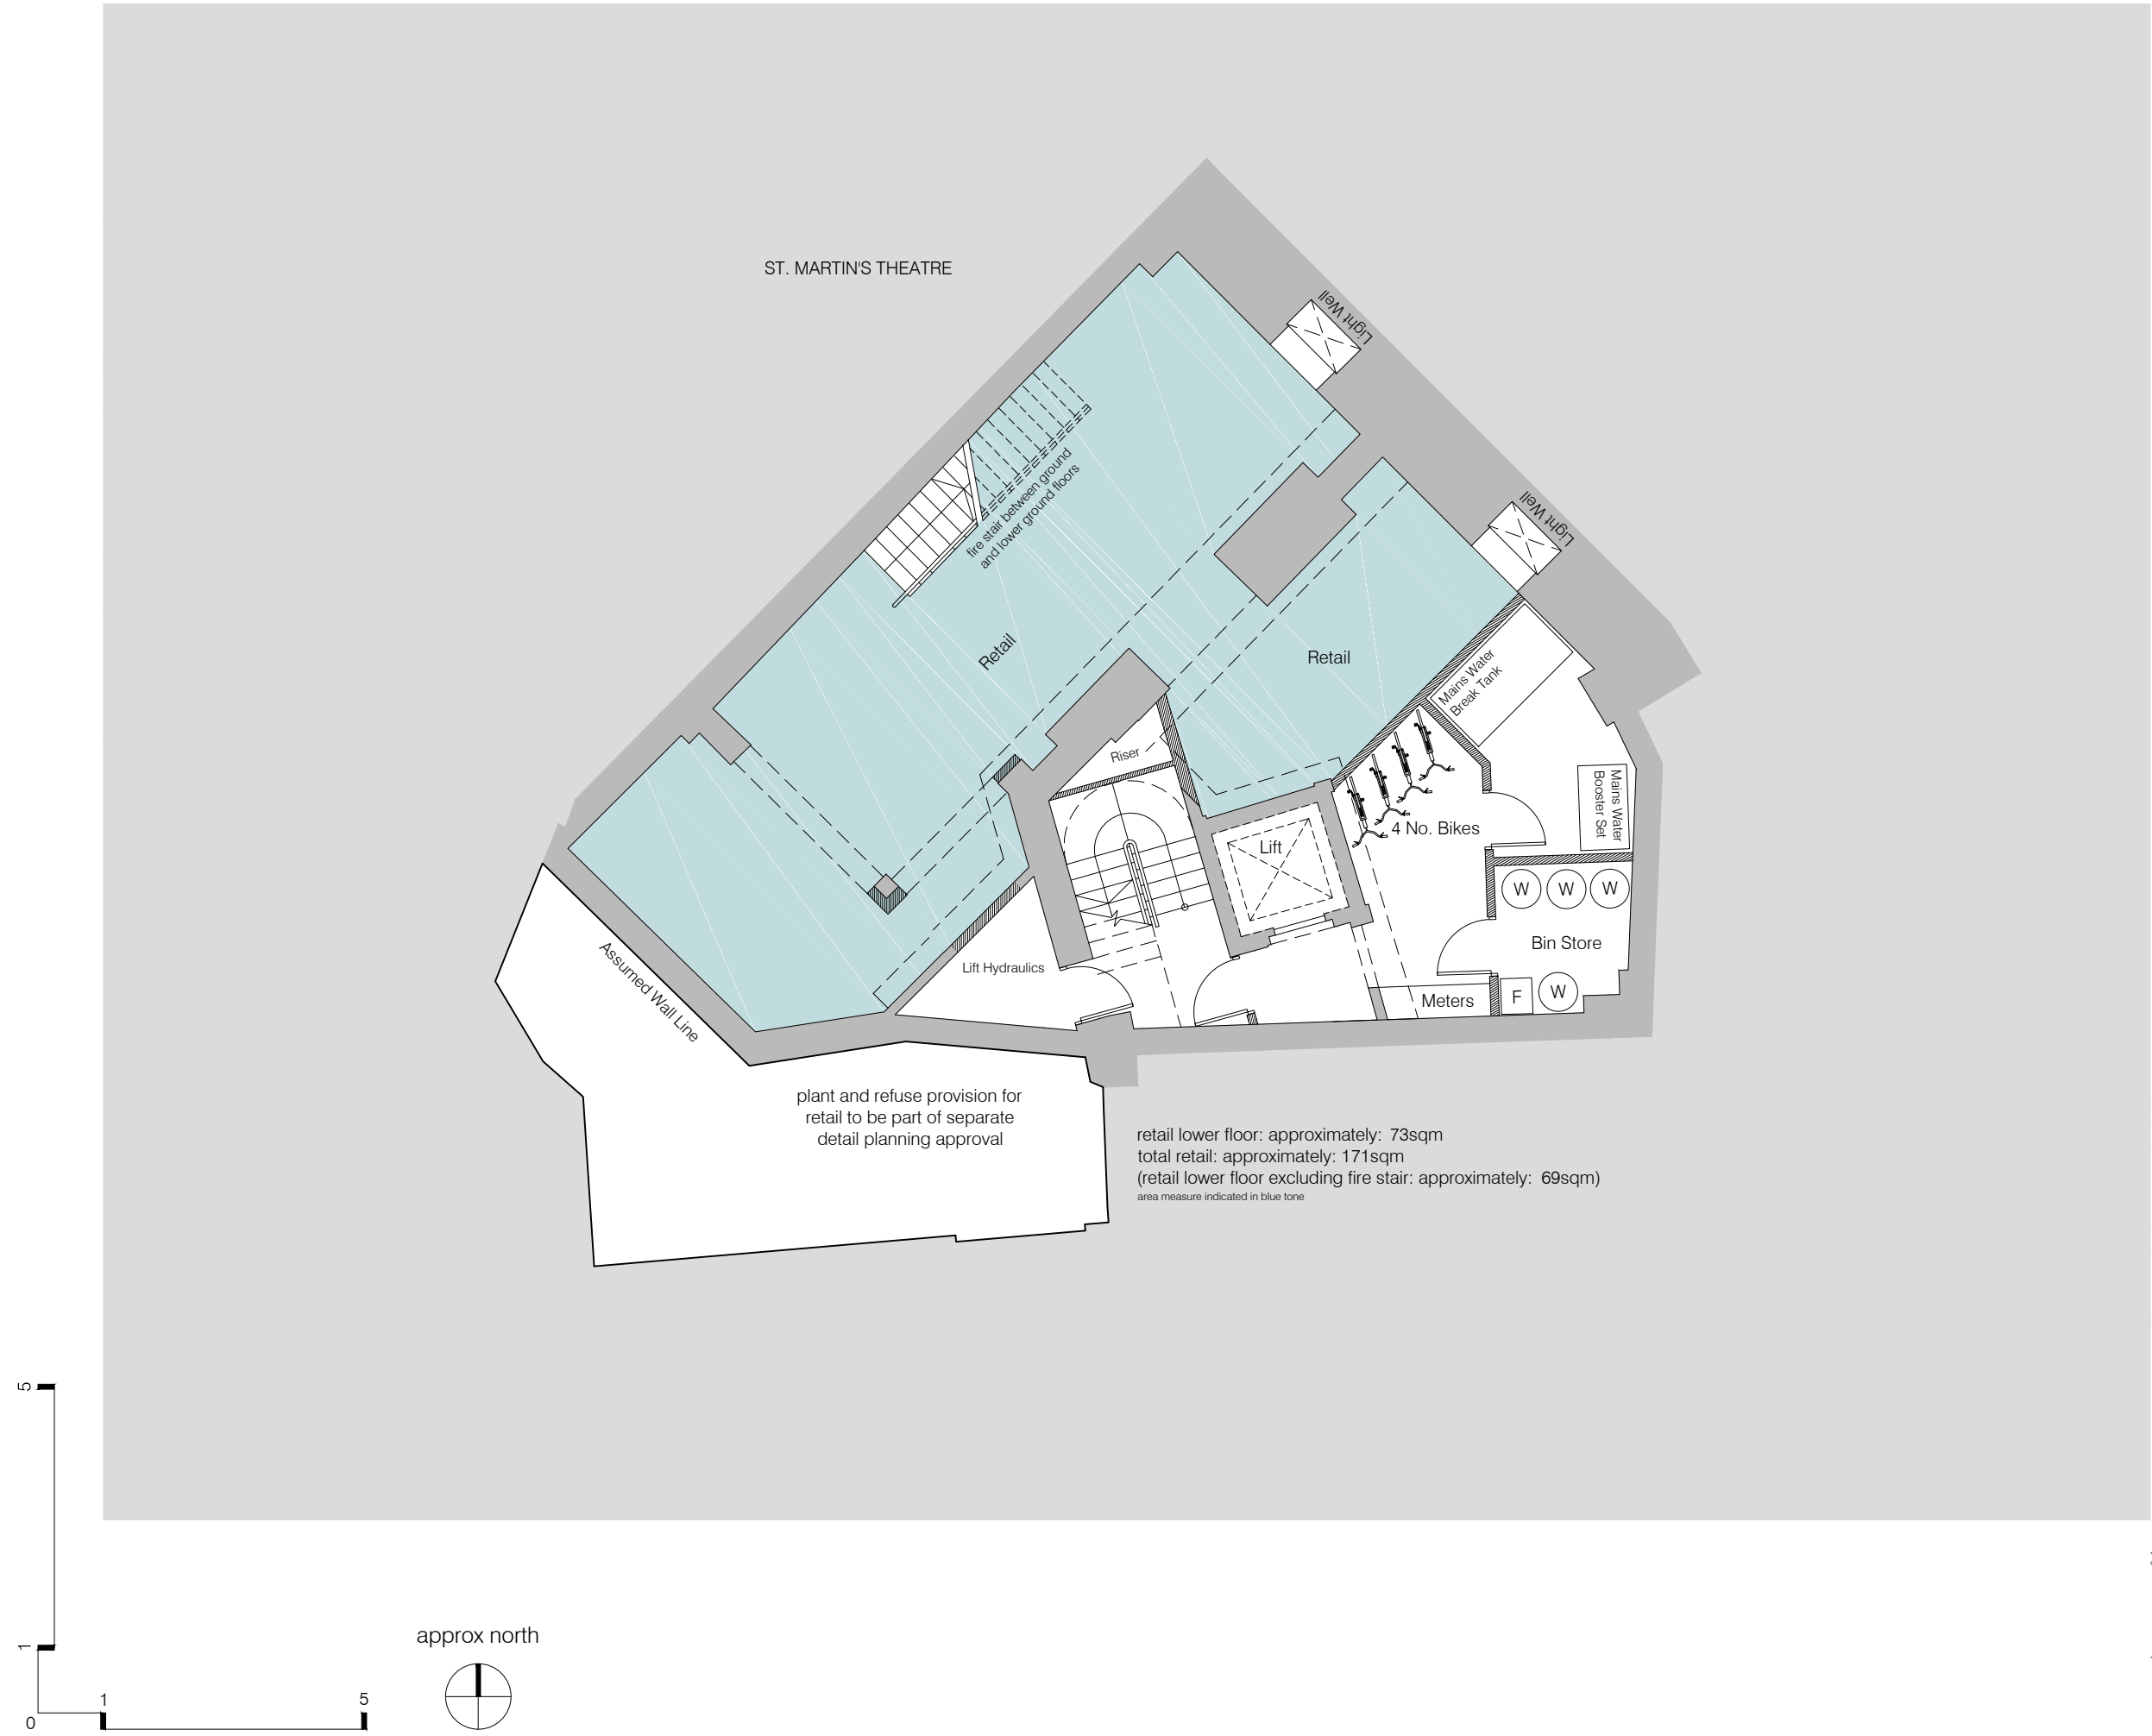 ST. MARTIN'S THEATRE
Light Well
Light Well
fire stair between ground
and lower ground floors
Retail
Retail
Mains Water
Break Tank
Riser
Mains Water
Booster Set
4 No. Bikes
Lift
W W W
Bin Store
Lift Hydraulics
Assumed Wall Line
Meters
F W
plant and refuse provision for
retail to be part of separate
detail planning approval
retail lower floor: approximately: 73sqm
total retail: approximately: 171sqm
(retail lower floor excluding fire stair: approximately: 69sqm)
area measure indicated in blue tone
5
1
0
1
5
approx north